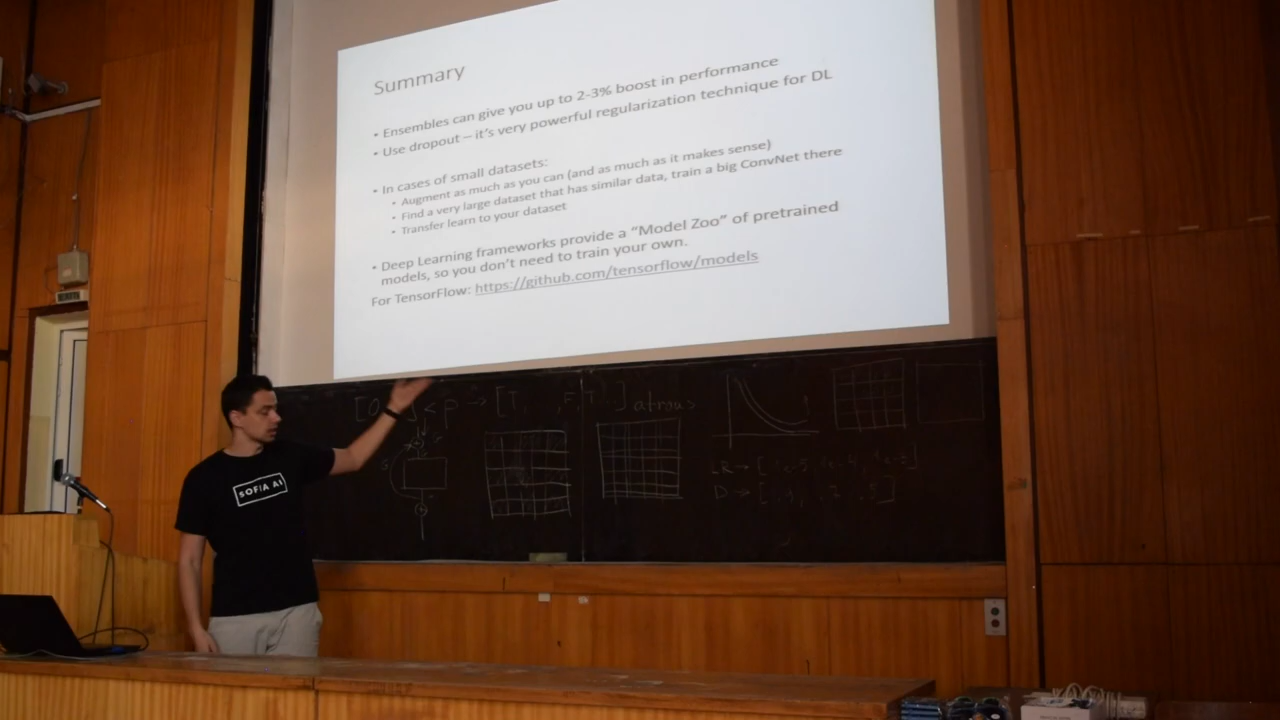 Summary
• Ensembles can give you up to 2-3% boost in performance
• Use dropout – it's very powerful regularization technique for DL
• In cases of small datasets:
• Augment as much as you can (and as much as it makes sense)
• Find a very large dataset that has similar data, train a big ConvNet there
• Transfer learn to your dataset
• Deep Learning frameworks provide a "Model Zoo" of pretrained
models, so you don't need to train your own.
For TensorFlow: https://github.com/tensorflow/models
SOFIA AI